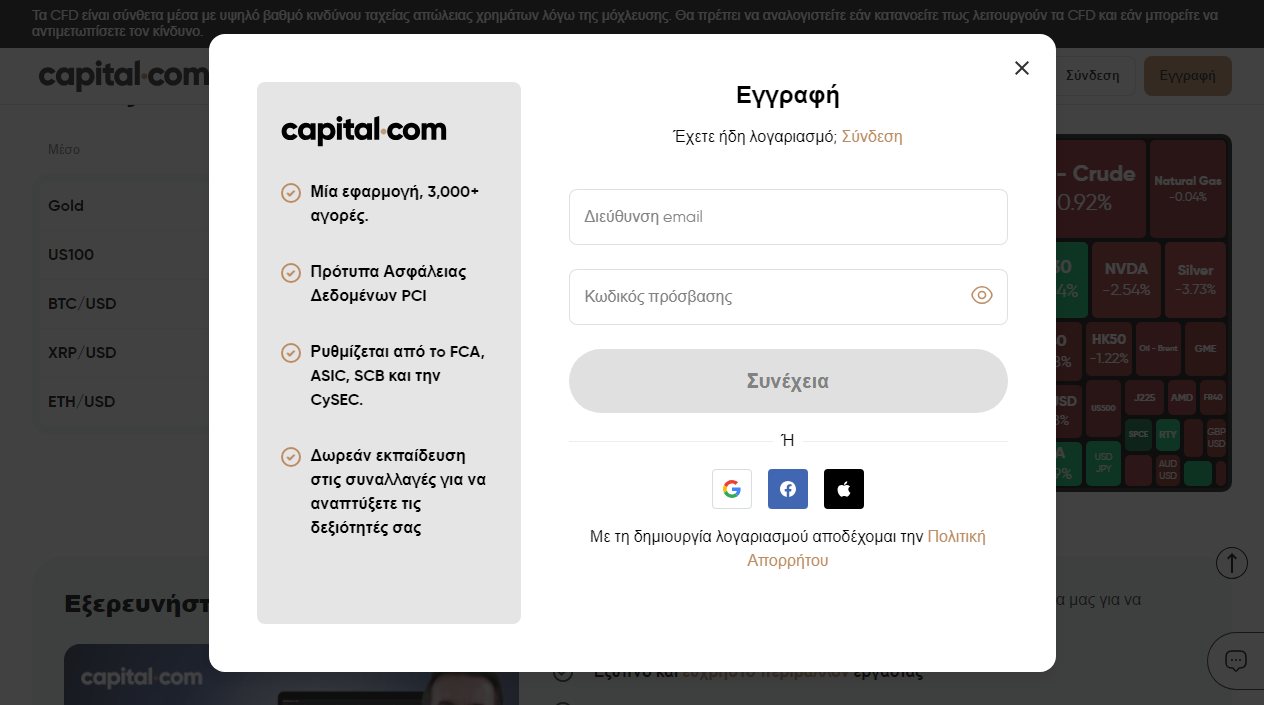 Τα CFD είναι σύνθετα μέσα με υψηλό βαθμό κινδύνου ταχείας απώλειας χρημάτων λόγω της μόχλευσης. Θα πρέπει να αναλογιστείτε εάν κατανοείτε πως λειτουργούν τα CFD και εάν μπορείτε να
αντιμετωπίσετε τον κίνδυνο.
capital.com
Σύνδεση
Εγγραφή
Μέσο
Gold
US100
BTC/USD
XRP/USD
ETH/USD
capital.com
Μία εφαρμογή, 3,000+
αγορές.
Πρότυπα Ασφάλειας
Δεδομένων PCI
Ρυθμίζεται από το FCA,
ASIC, SCB και την
CySEC.
Δωρεάν εκπαίδευση
στις συναλλαγές για να
αναπτύξετε τις
δεξιότητές σας
Εγγραφή
Έχετε ήδη λογαριασμό; Σύνδεση
Διεύθυνση email
Κωδικός πρόσβασης
Συνέχεια
Ή
Με τη δημιουργία λογαριασμού αποδέχομαι την Πολιτική
Απορρήτου
- Crude
0.92%
Natural Gas
-0.04%
NVDA
-2.54%
Silver
-3.73%
HK50
-1.22%
Oil - Brent
GME
US500
J225
AMD
FR40
SPCE
RTY
GBP
USD
USD
JPY
AUD
USD
α μας για να
capital.com
Έξυπνο και εύχρηστο περιβάλλον εργασίας